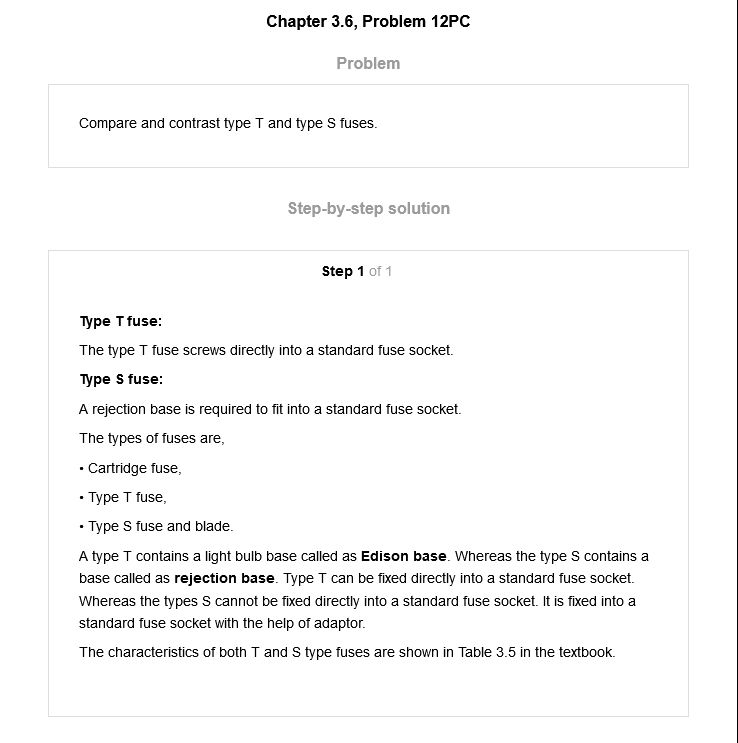 Chapter 3.6, Problem 12PC
Problem
Compare and contrast type T and type S fuses.
Step-by-step solution
Step 1 of 1
Type T fuse:
The type T fuse screws directly into a standard fuse socket.
Type S fuse:
A rejection base is required to fit into a standard fuse socket.
The types of fuses are,
• Cartridge fuse,
• Type T fuse,
• Type S fuse and blade.
A type T contains a light bulb base called as Edison base. Whereas the type S contains a
base called as rejection base. Type T can be fixed directly into a standard fuse socket.
Whereas the types S cannot be fixed directly into a standard fuse socket. It is fixed into a
standard fuse socket with the help of adaptor.
The characteristics of both T and S type fuses are shown in Table 3.5 in the textbook.